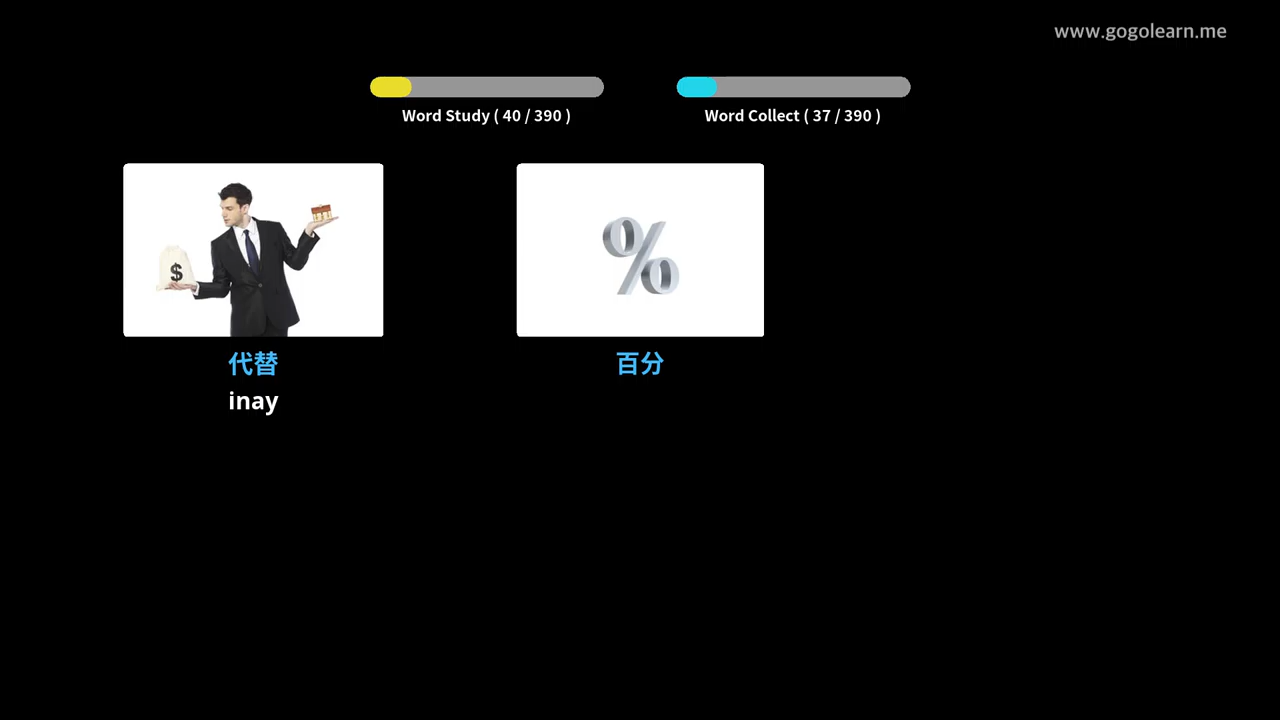 www.gogolearn.me
Word Study ( 40 / 390 )
Word Collect ( 37 / 390 )
$
%
代替
百分
inay